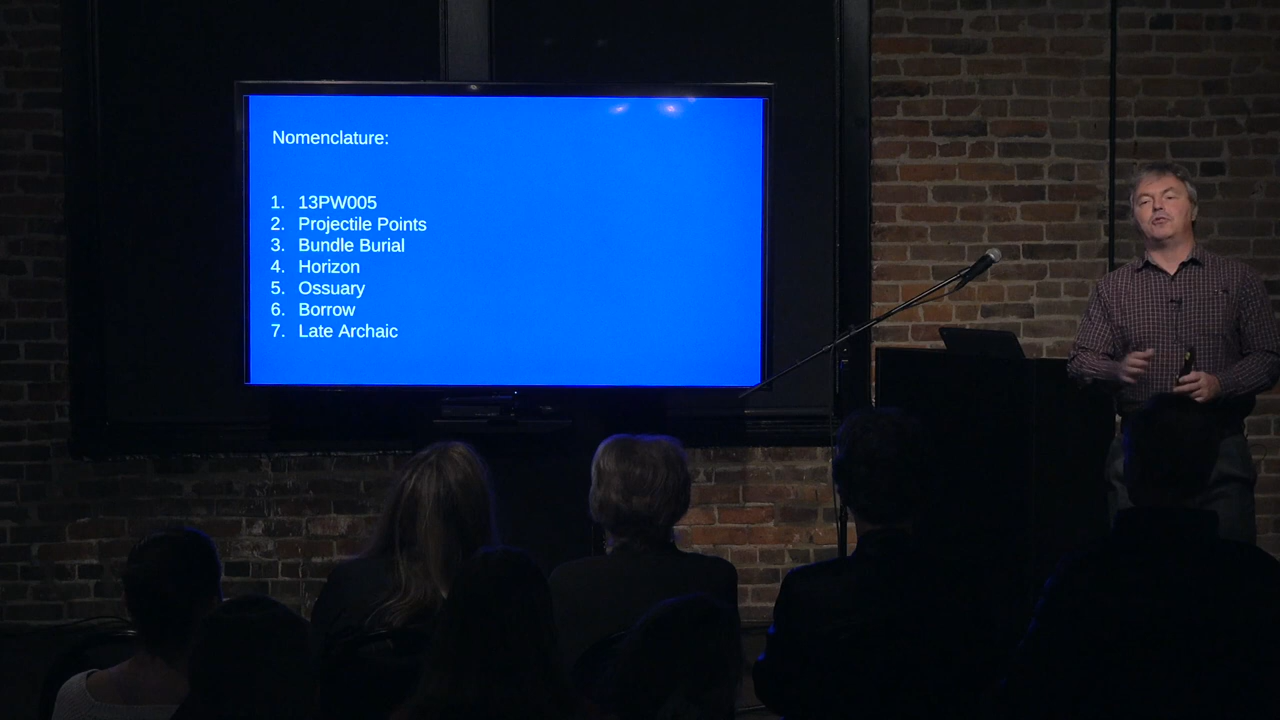 Nomenclature:
1. 13PW005
2. Projectile Points
3. Bundle Burial
4. Horizon
5. Ossuary
6. Borrow
7. Late Archaic